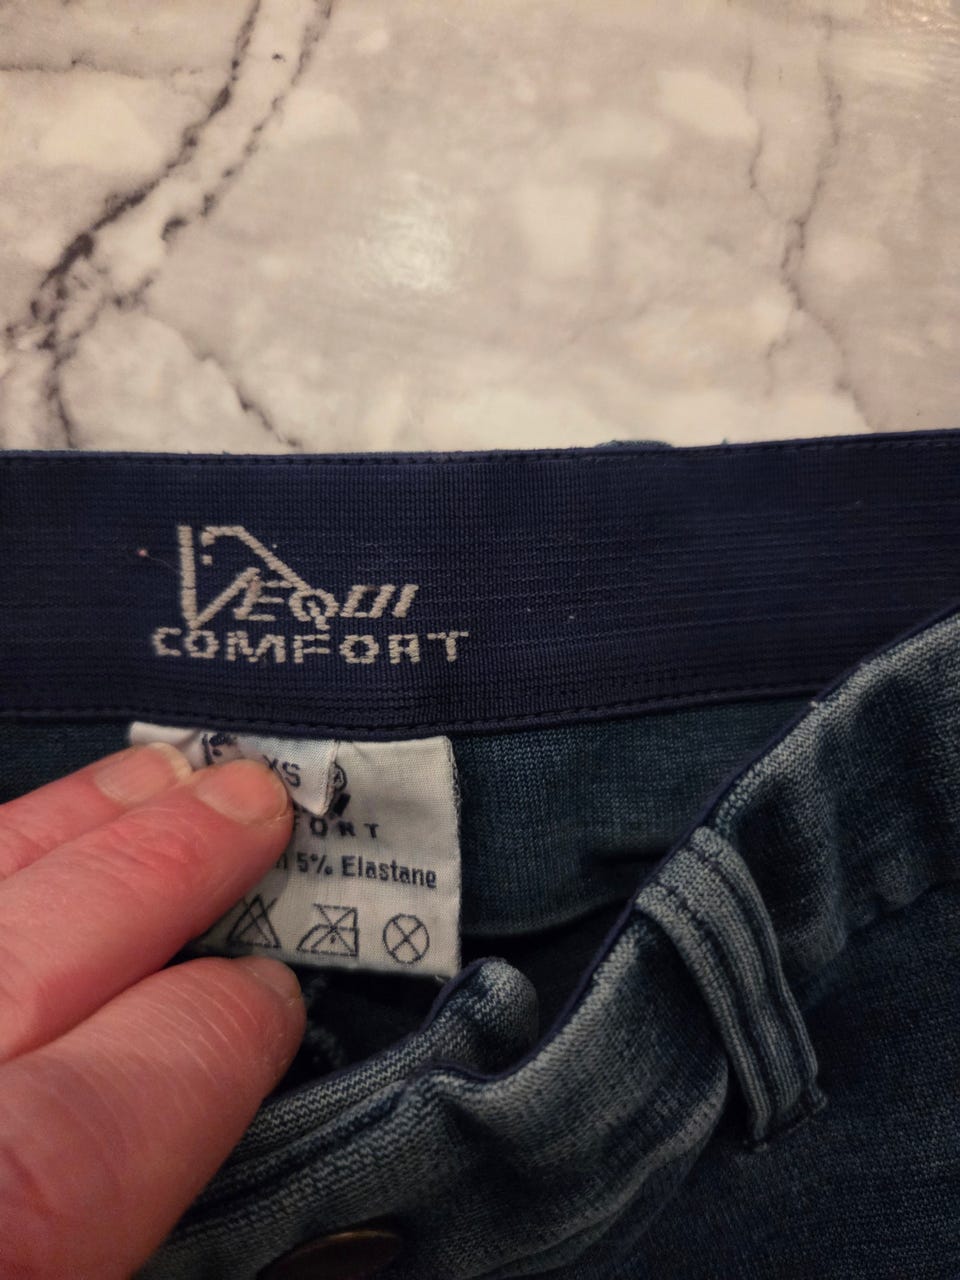 EQUI
COMFORT
XS
®
FORT
5% Elastane